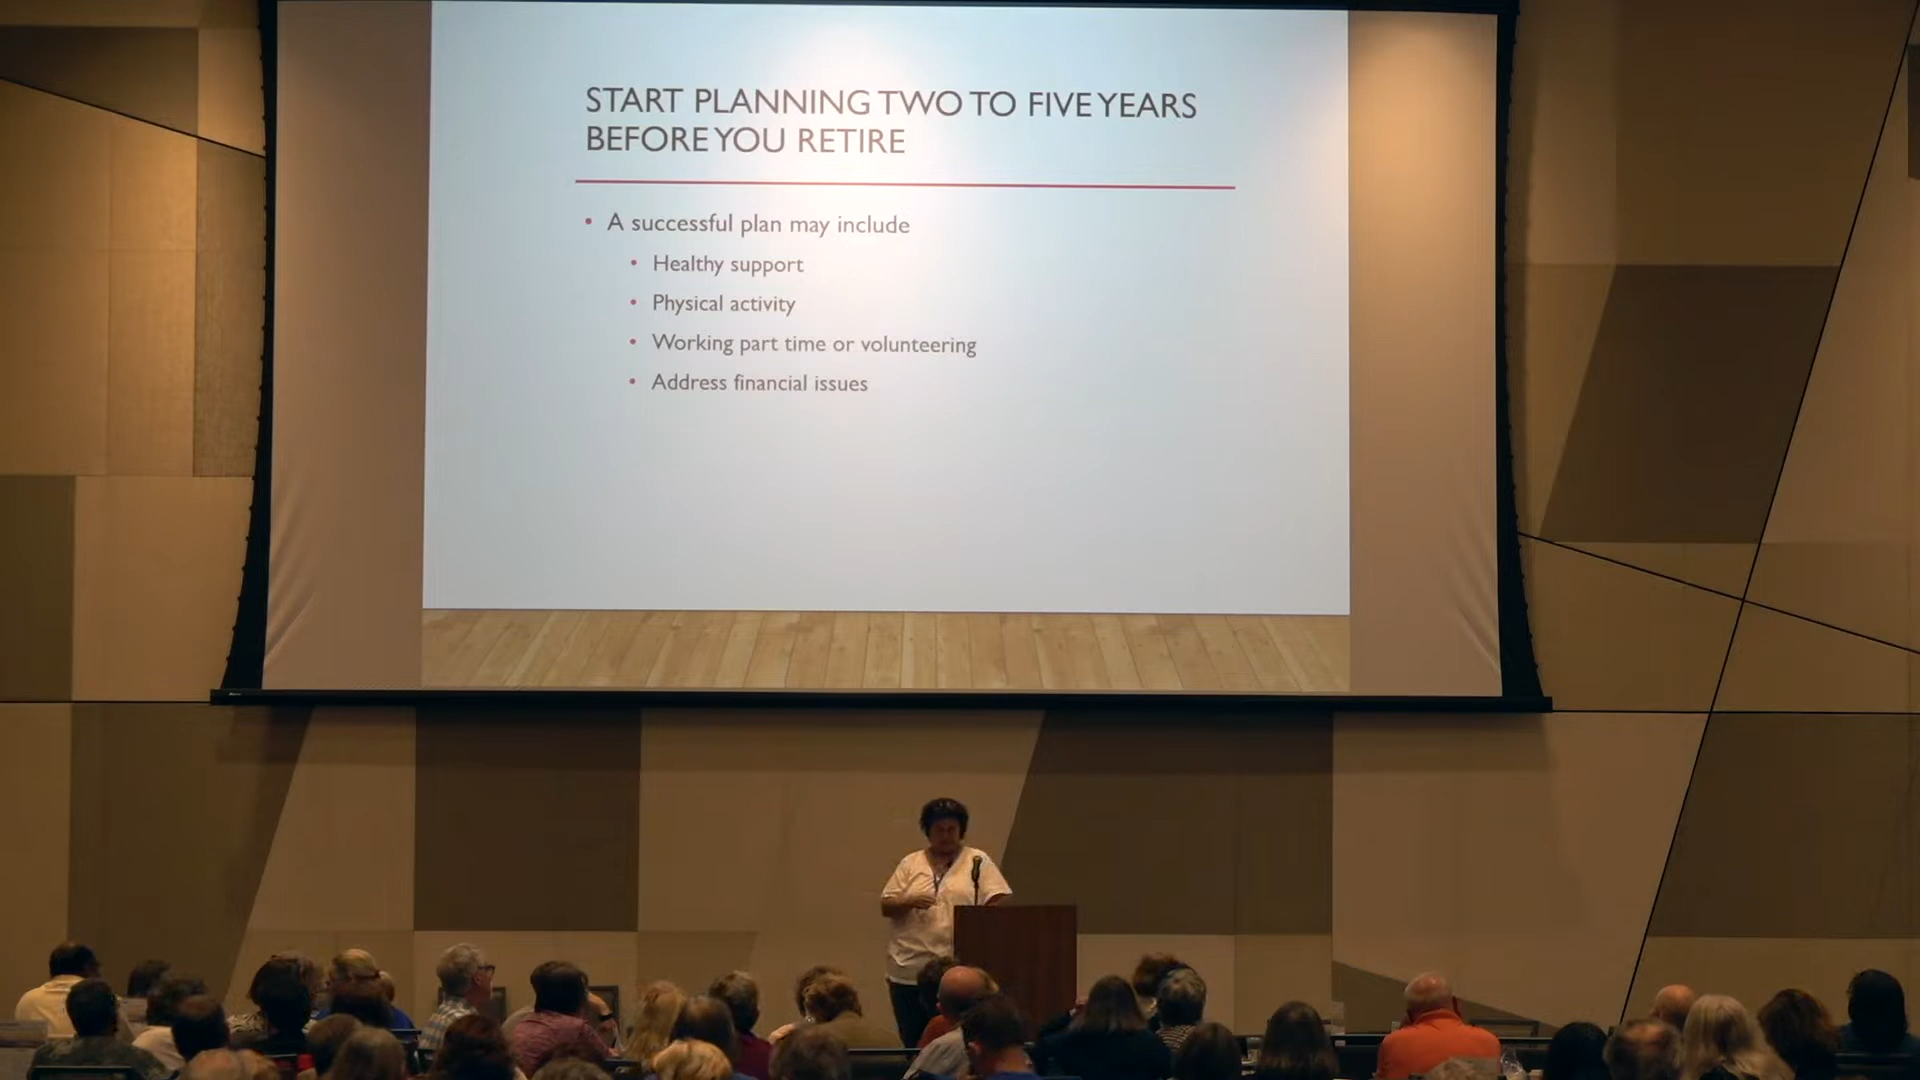 START PLANNING TWO TO FIVE YEARS
BEFORE YOU RETIRE
• A successful plan may include
• Healthy support
• Physical activity
• Working part time or volunteering
• Address financial issues